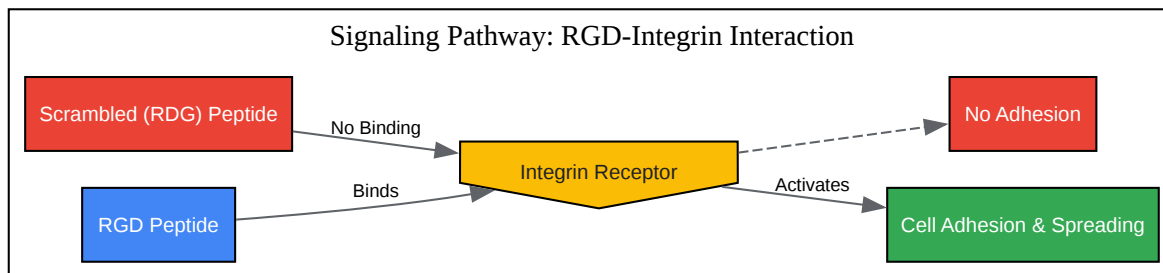 Signaling Pathway: RGD-Integrin Interaction
Scrambled (RDG) Peptide
No Binding
No Adhesion
Integrin Receptor
Binds
Activates
RGD Peptide
Cell Adhesion & Spreading